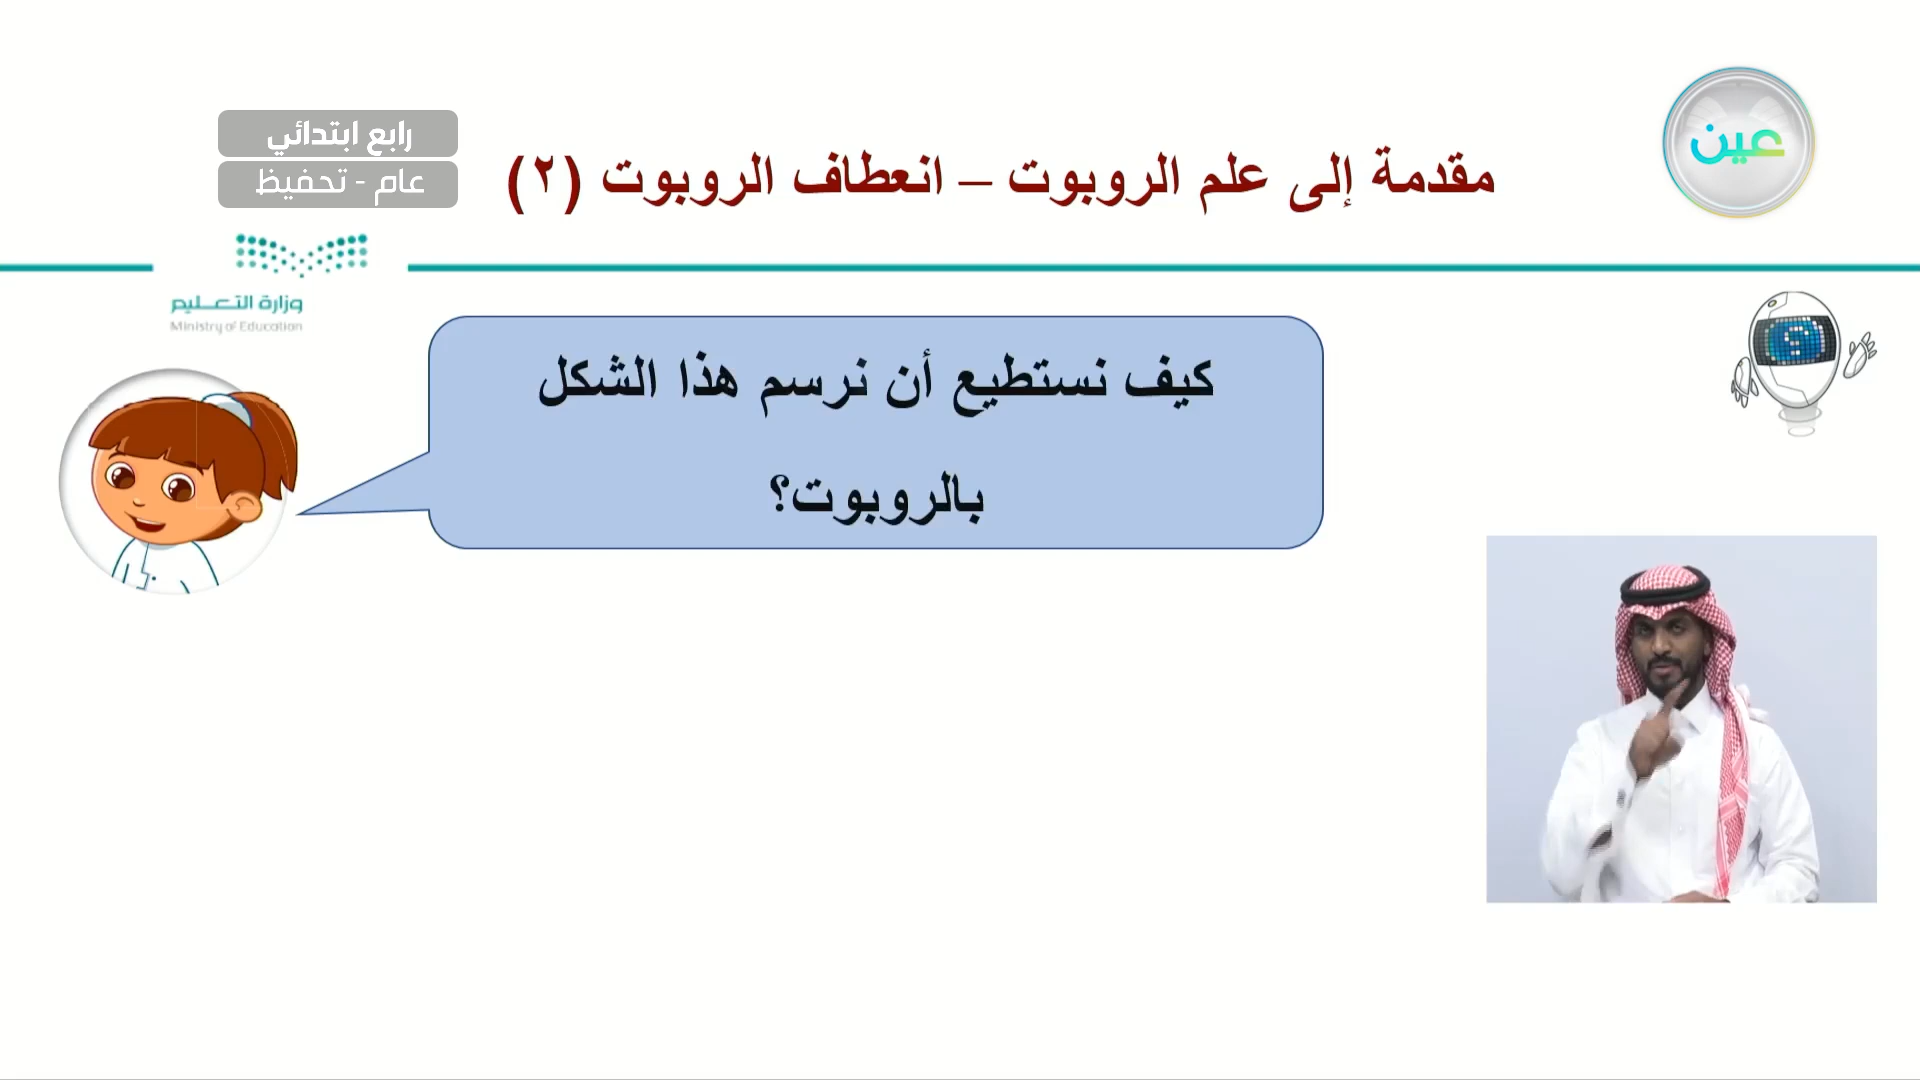 عين
رابع ابتدائي
عام - تحفيظ
مقدمة إلى علم الروبوت – انعطاف الروبوت (٢)
وزارة التعليم
Ministry of Education
كيف نستطيع أن نرسم هذا الشكل
بالروبوت؟